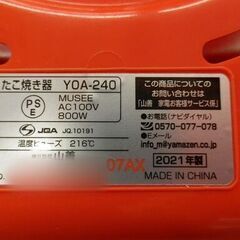 たこ焼き器 YOA-240
PS
E
MUSEE
AC100V
800W
JQA JQ.10191
温度ヒューズ 216℃
山善
07AX
この商品についての
お問い合わせ
「山善 家電お客様サービス係」
●お電話(ナビダイヤル)
0570-077-078
●Eメール
info_m@yamazen.co.jp
2021年製
MADE IN CHINA